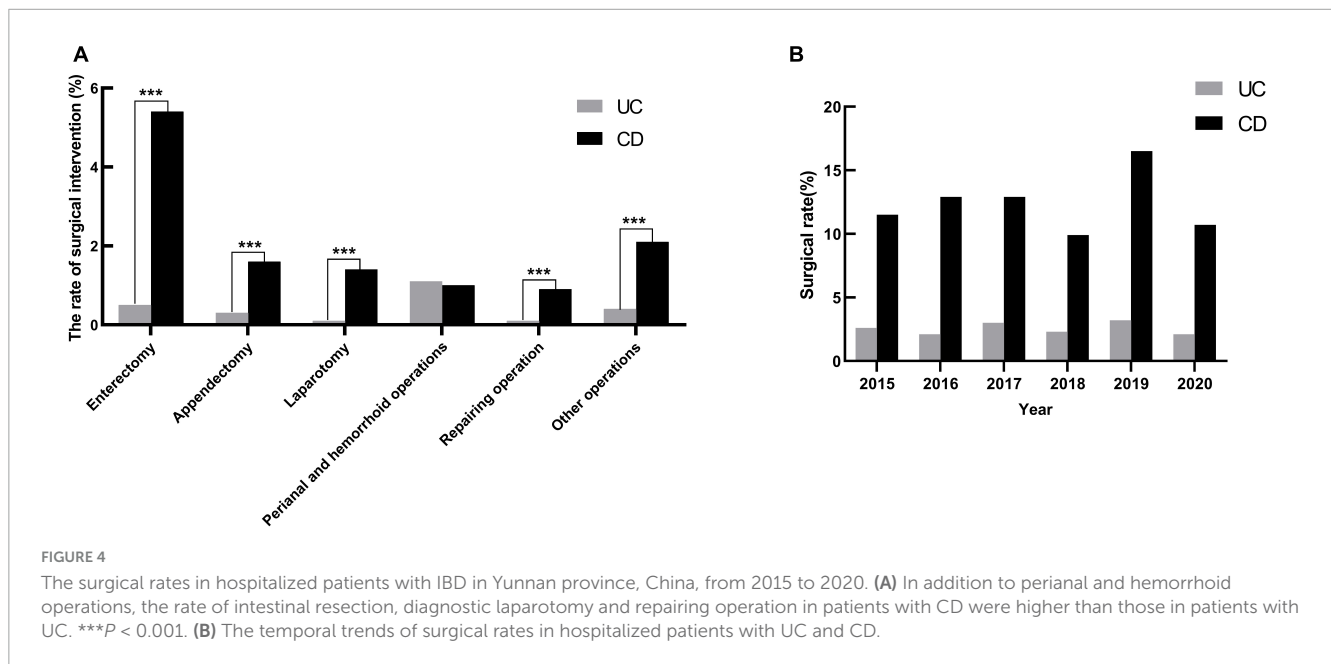 A
The rate of surgical intervention (%)
6
4
2
0
***
***
***
***
***
UC
CD
Enterectomy
Appendectomy
Laparotomy
Perianal and hemorrhoid operations
Repairing operation
Other operations
B
Surgical rate(%)
20
15
10
5
0
UC
CD
2015 2016 2017 2018 2019 2020
Year
FIGURE 4
The surgical rates in hospitalized patients with IBD in Yunnan province, China, from 2015 to 2020. (A) In addition to perianal and hemorrhoid
operations, the rate of intestinal resection, diagnostic laparotomy and repairing operation in patients with CD were higher than those in patients with
UC. ***P < 0.001. (B) The temporal trends of surgical rates in hospitalized patients with UC and CD.